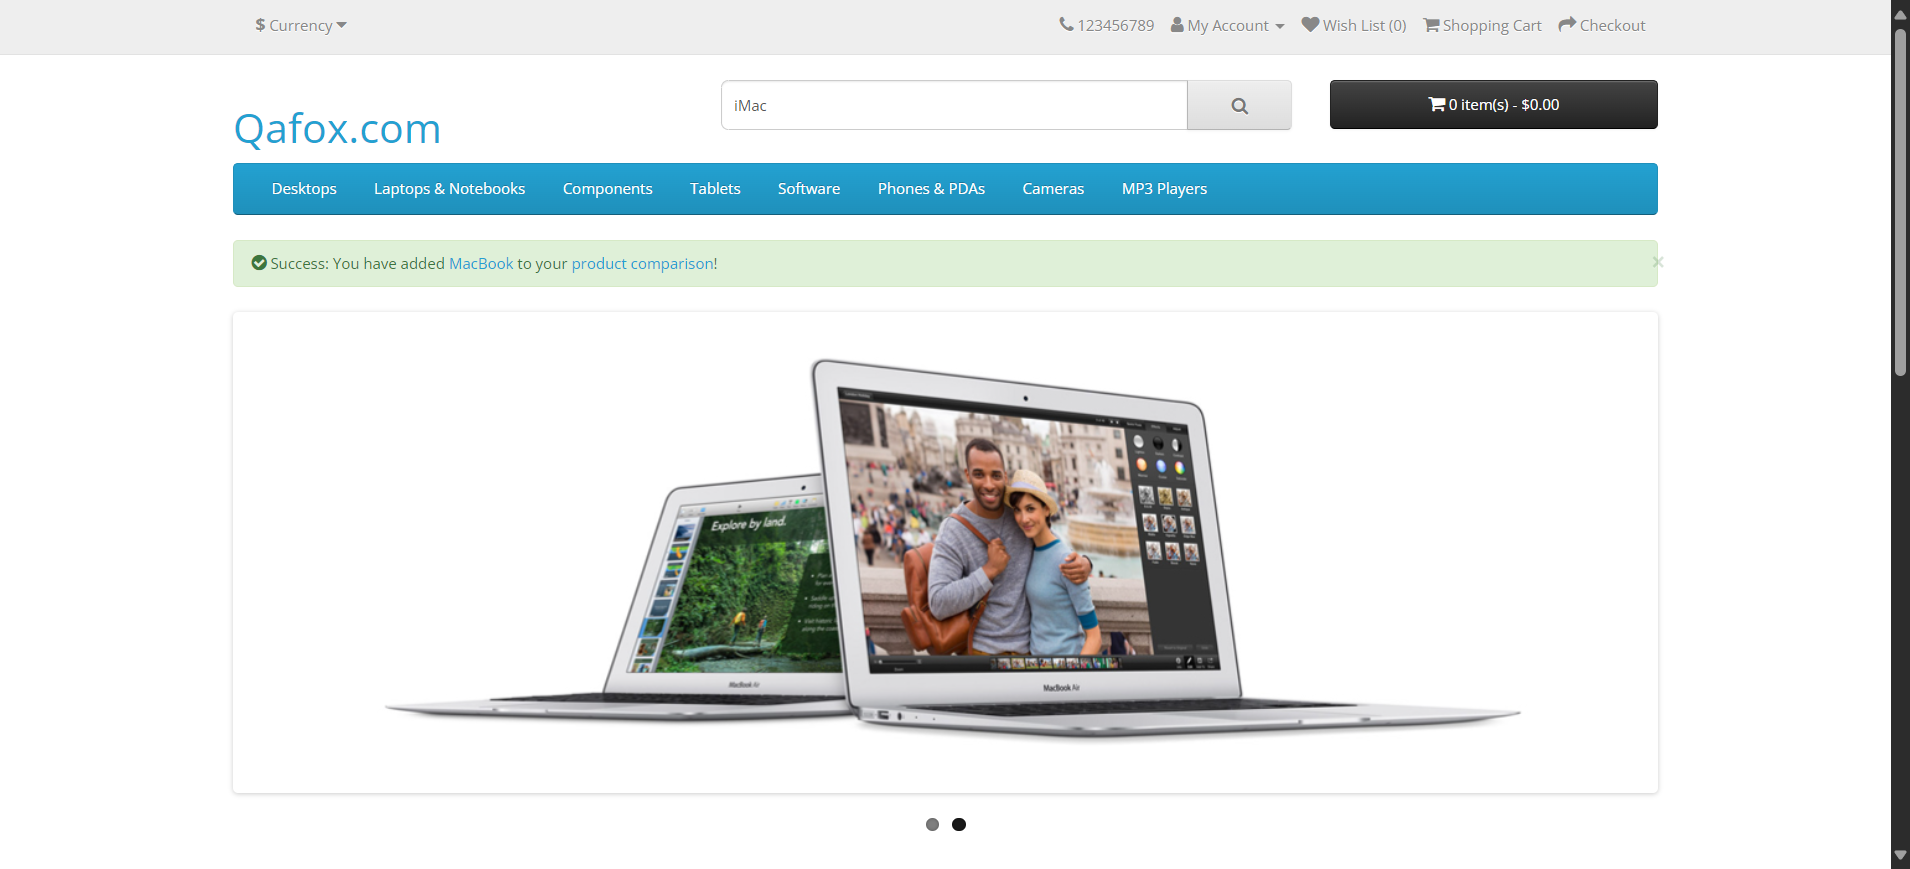 $ Currency
123456789 My Account Wish List (0) Shopping Cart Checkout
Qafox.com
iMac
0 item(s) - $0.00
Desktops Laptops & Notebooks Components Tablets Software Phones & PDAs Cameras MP3 Players
Success: You have added MacBook to your product comparison!
×
Explore by land.
MacBook Air
MacBook Air